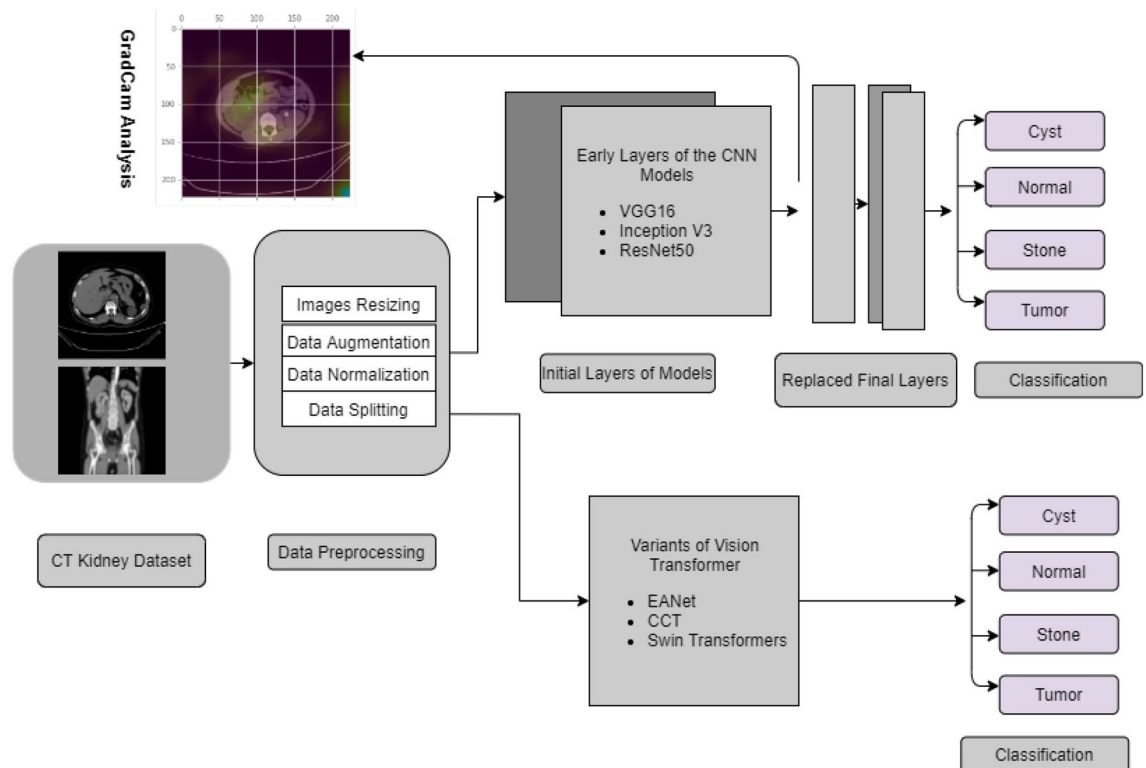 GradCam Analysis
0 50 100 150 200
0
50
100
150
200
CT Kidney Dataset
Images Resizing
Data Augmentation
Data Normalization
Data Splitting
Data Preprocessing
Early Layers of the CNN
Models
• VGG16
• Inception V3
• ResNet50
Initial Layers of Models
Replaced Final Layers
Cyst
Normal
Stone
Tumor
Classification
Variants of Vision
Transformer
• EANet
• CCT
• Swin Transformers
Cyst
Normal
Stone
Tumor
Classification